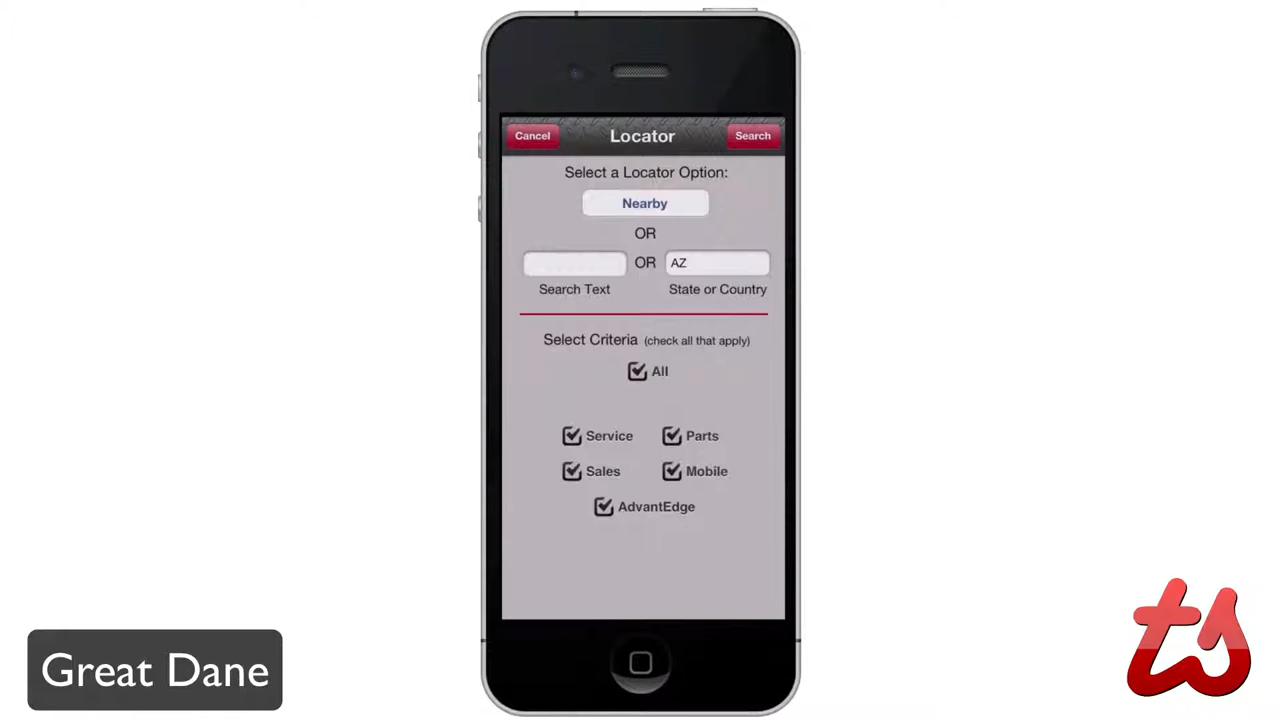 Cancel
Locator
Search
Select a Locator Option:
Nearby
OR
OR
AZ
Search Text
State or Country
Select Criteria (check all that apply)
All
Service
Parts
Sales
Mobile
AdvantEdge
Great Dane
ts